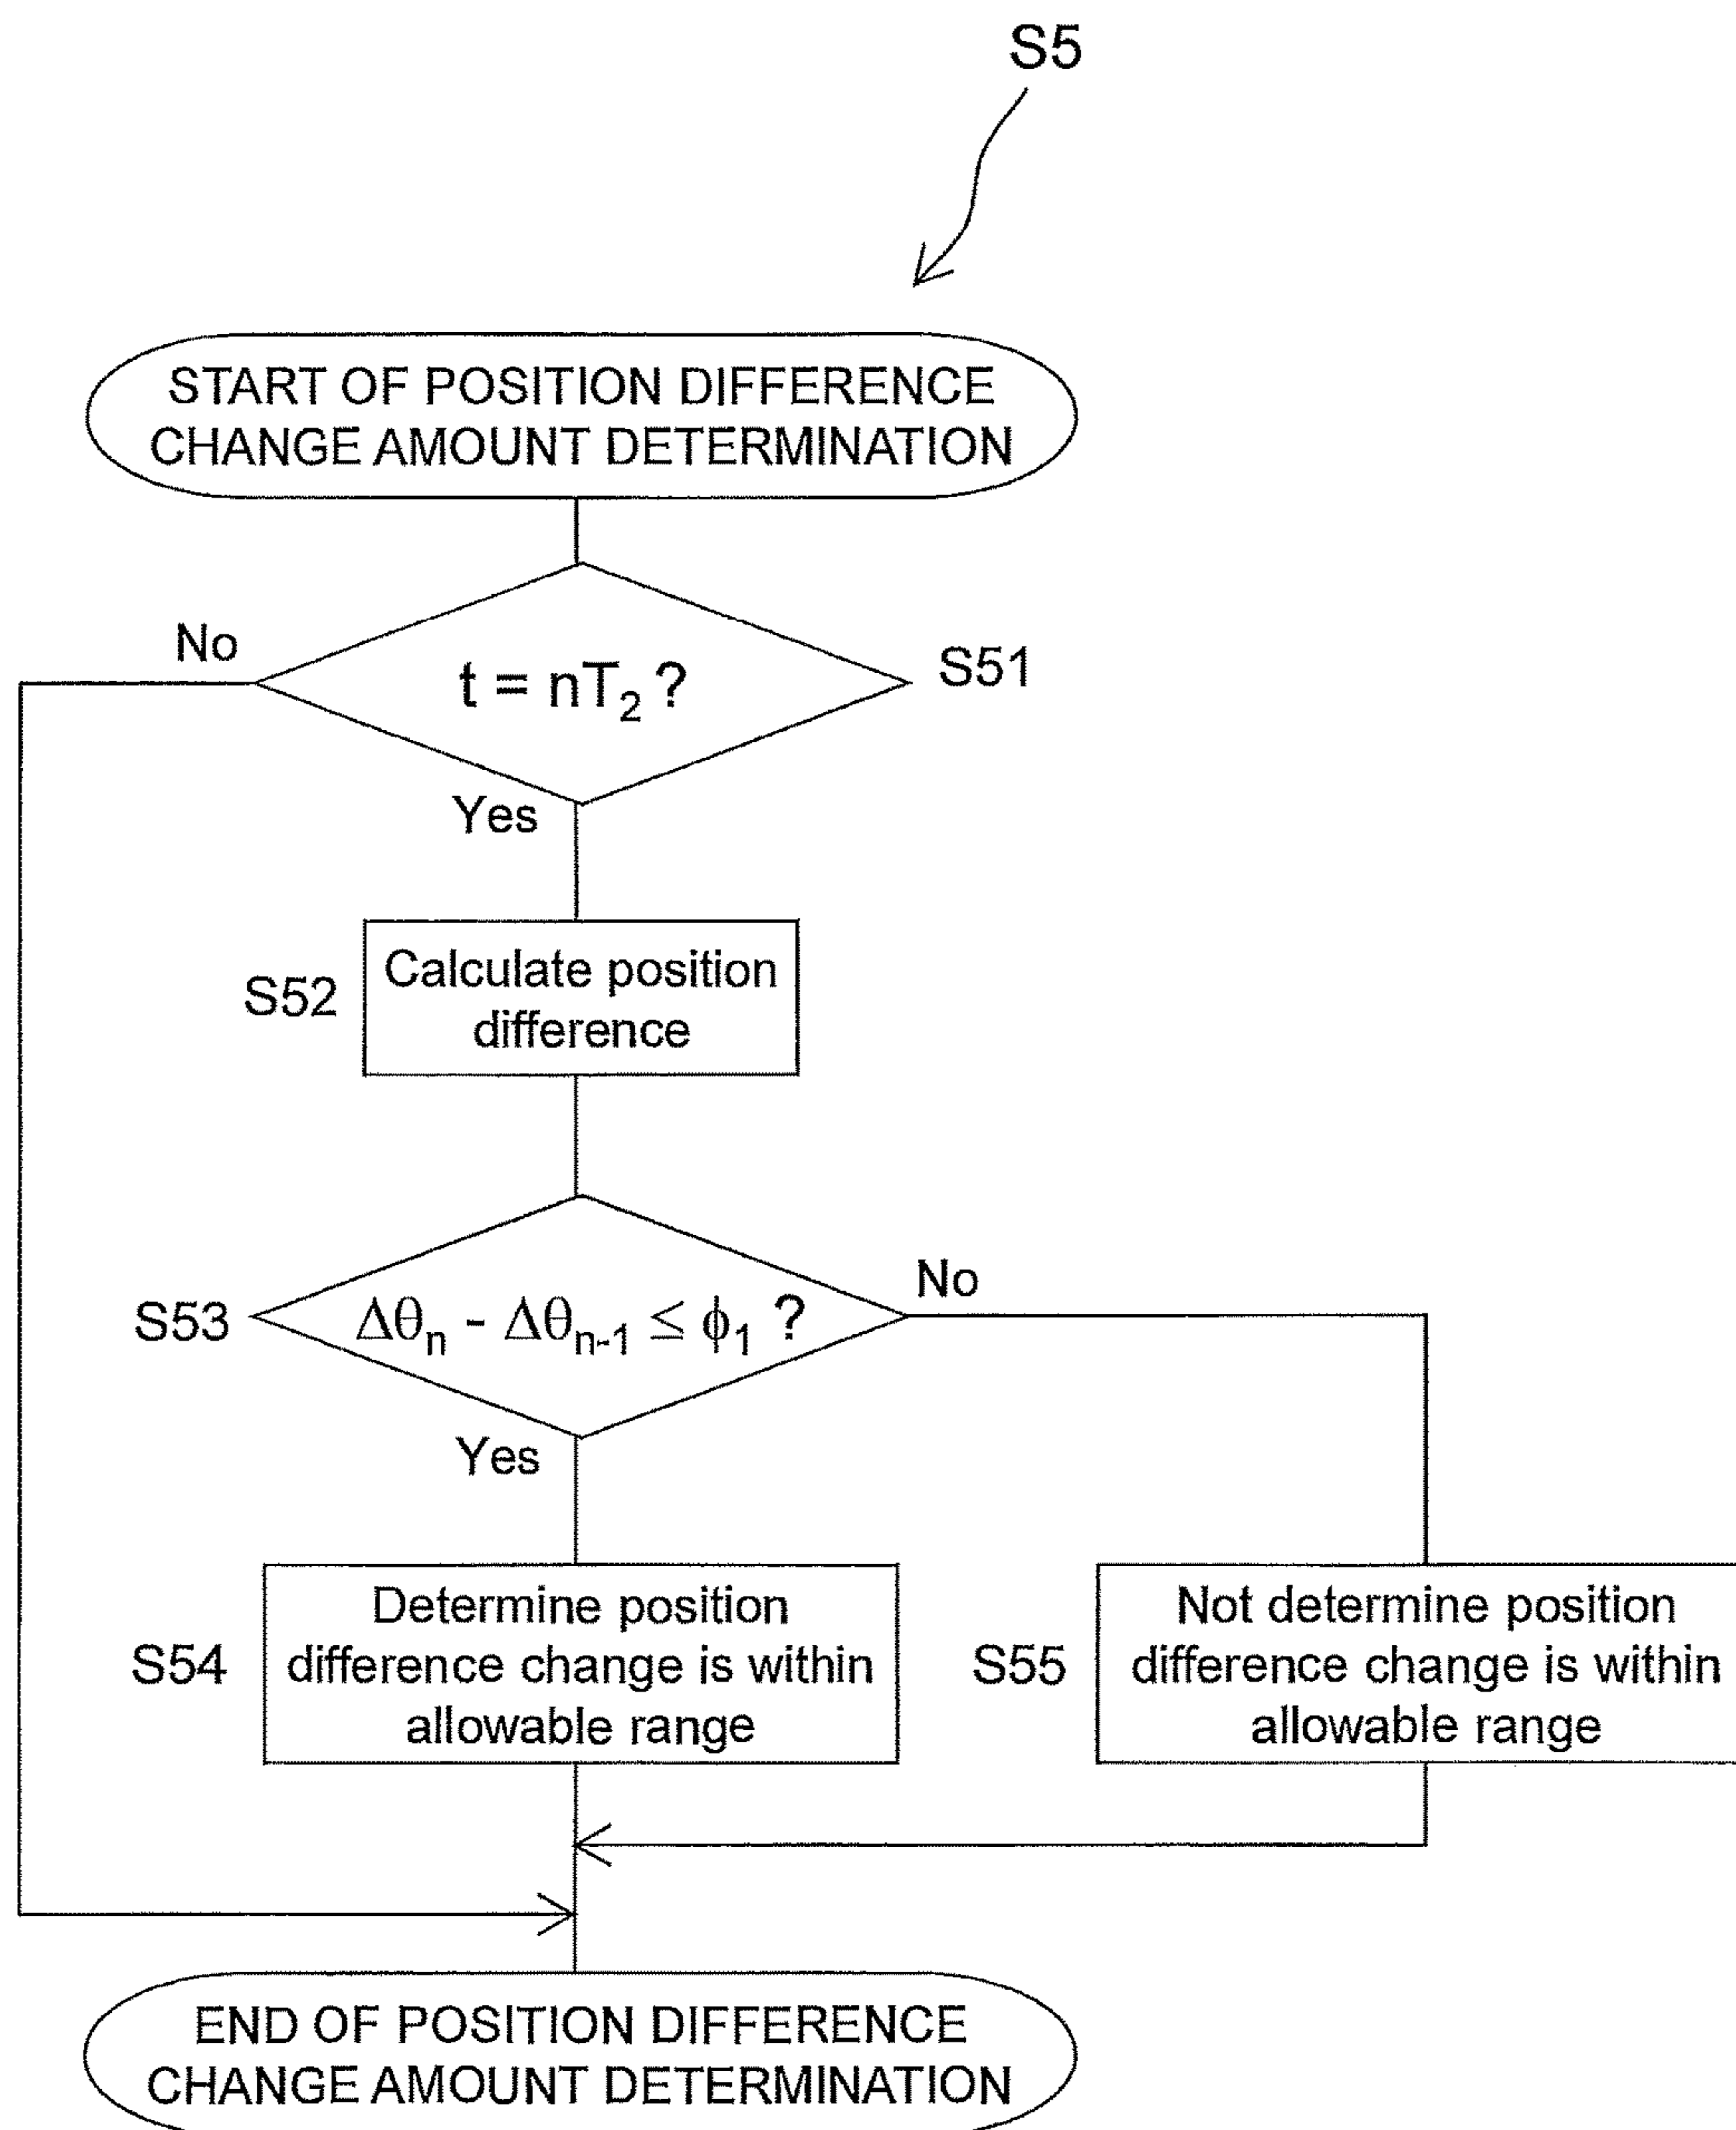 S5
START OF POSITION DIFFERENCE
CHANGE AMOUNT DETERMINATION
No
t = nT₂ ?
S51
Yes
S52
Calculate position
difference
No
S53
Δθₙ - Δθₙ₋₁ ≤ ϕ₁ ?
Yes
S54
Determine position
difference change is within
allowable range
S55
Not determine position
difference change is within
allowable range
END OF POSITION DIFFERENCE
CHANGE AMOUNT DETERMINATION